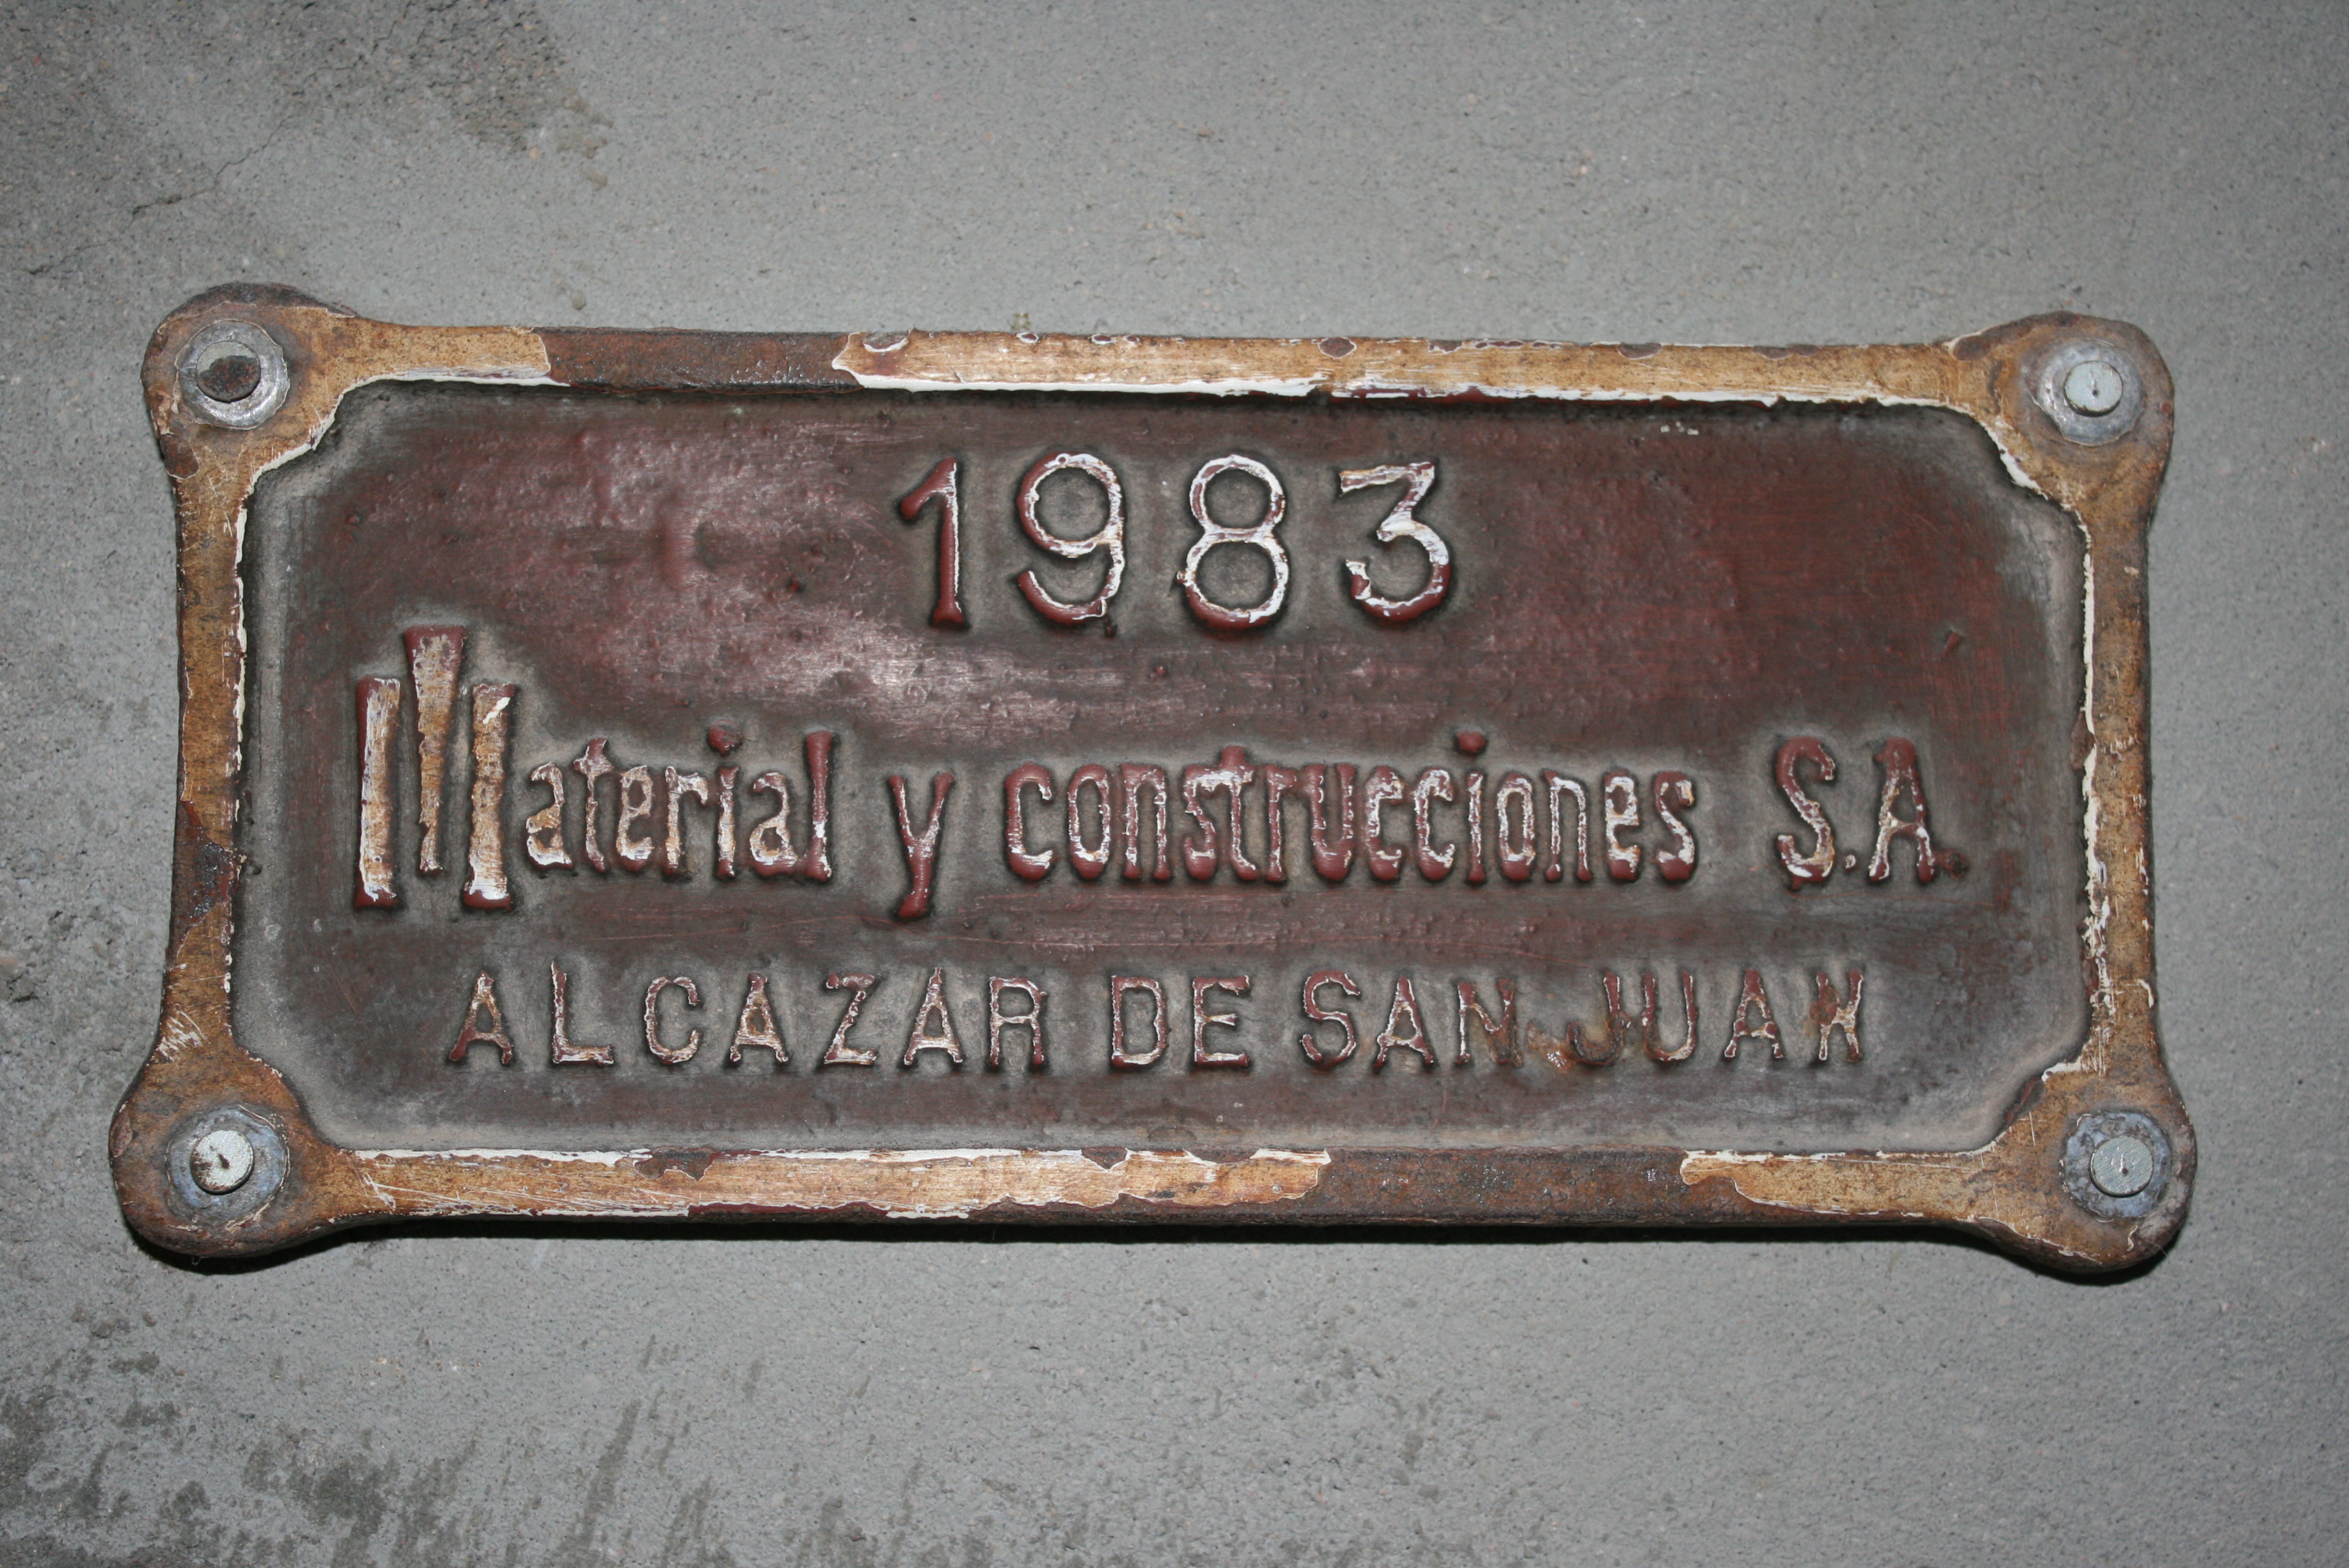 1983
Material y construcciones S.A.
ALCAZAR DE SAN JUAN